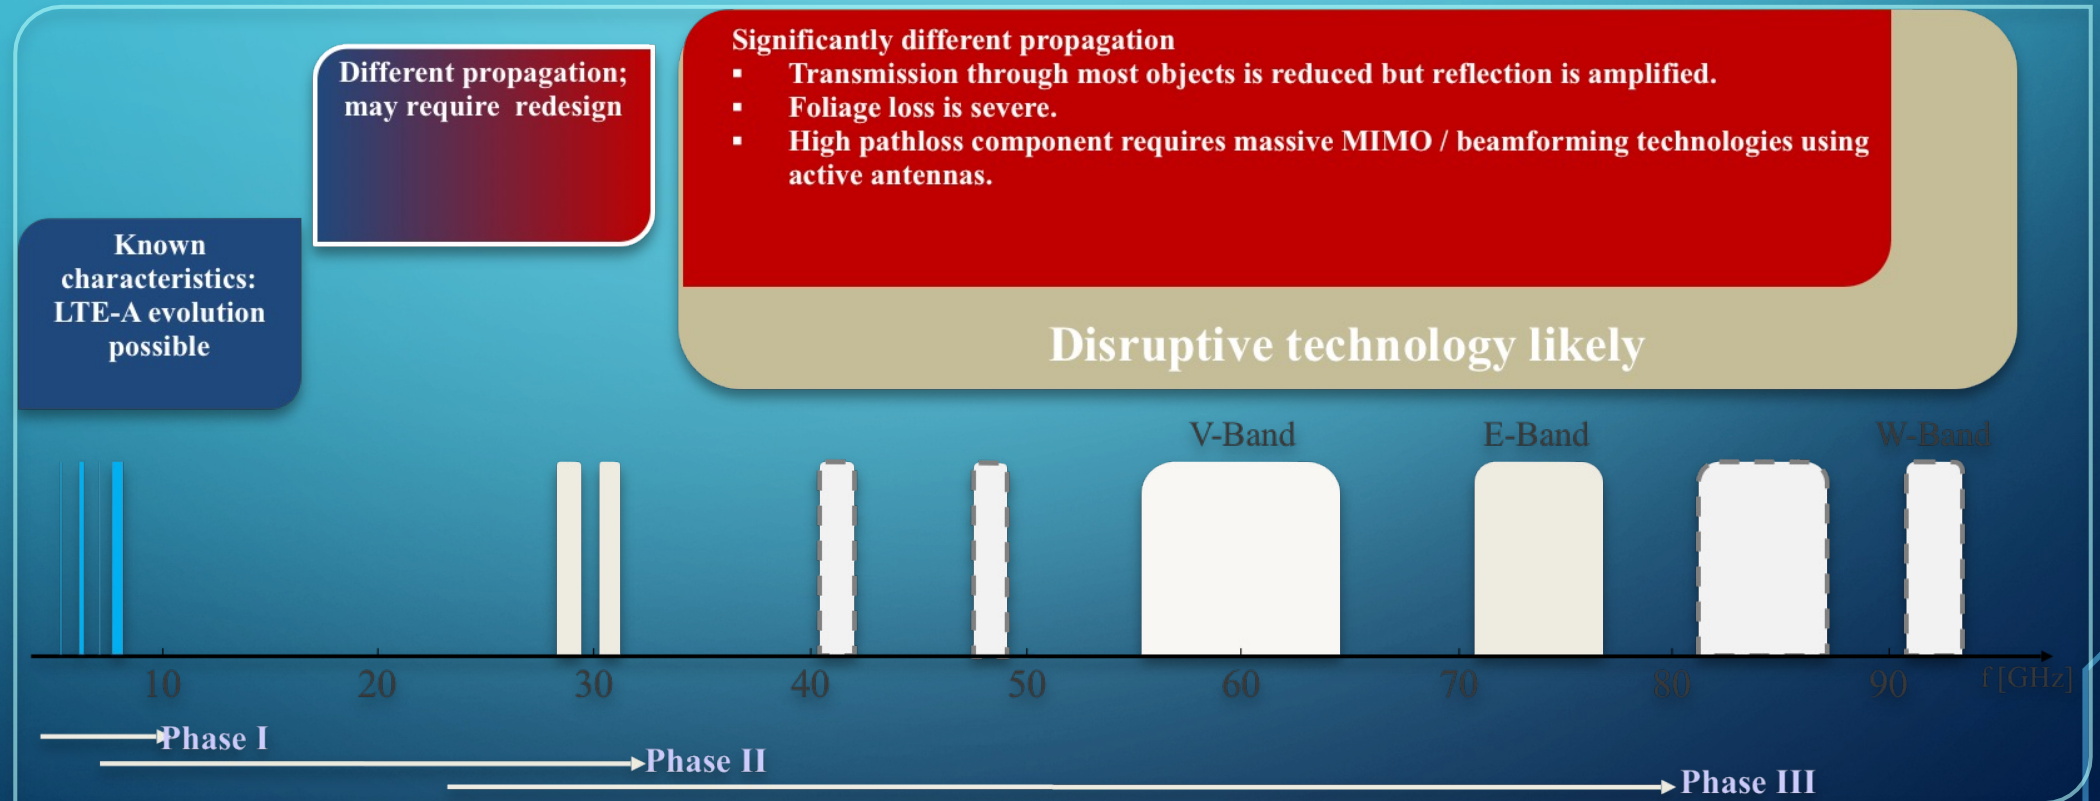 Significantly different propagation
▪ Transmission through most objects is reduced but reflection is amplified.
▪ Foliage loss is severe.
▪ High pathloss component requires massive MIMO / beamforming technologies using
active antennas.
Different propagation;
may require redesign
Known
characteristics:
LTE-A evolution
possible
Disruptive technology likely
V-Band
E-Band
W-Band
10 20 30 40 50 60 70 80 90 f [GHz]
Phase I
Phase II
Phase III